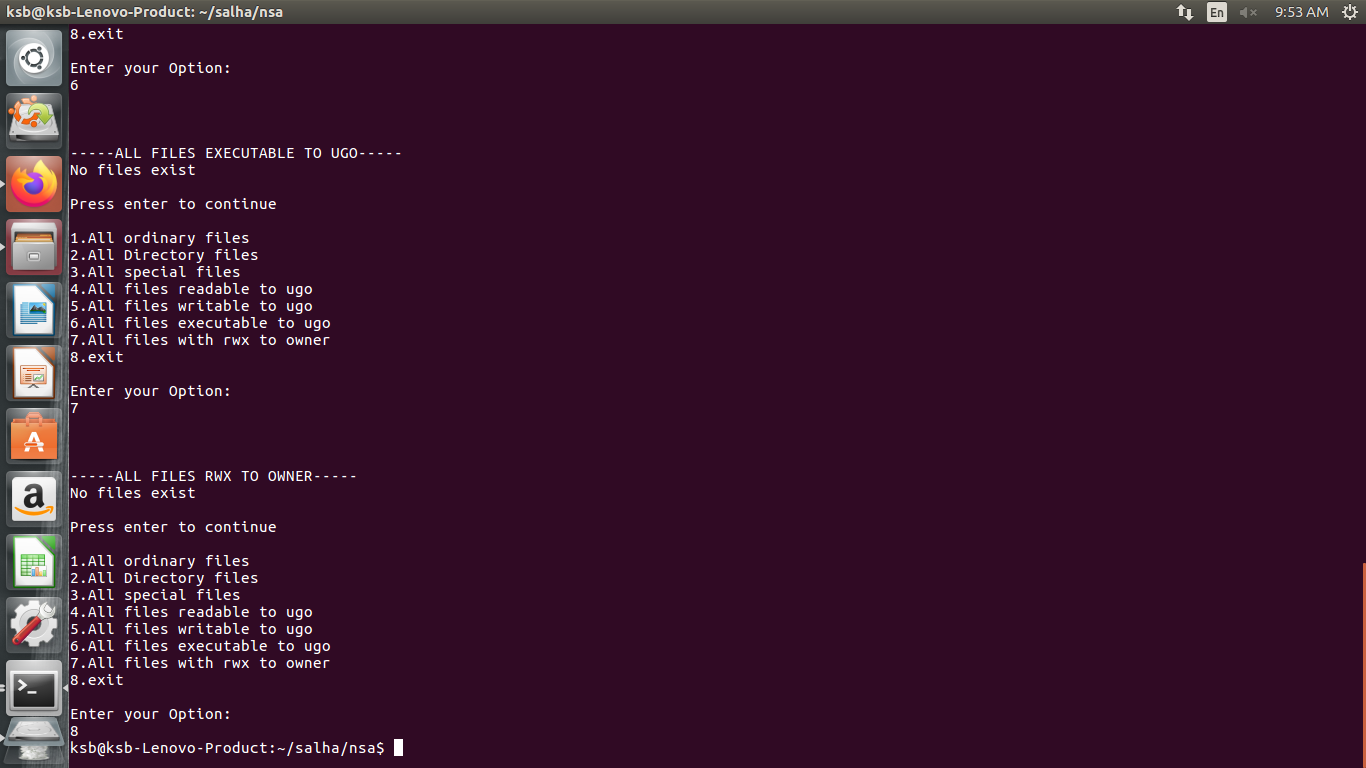 ksb@ksb-Lenovo-Product: ~/salha/nsa
En
9:53 AM
8.exit
Enter your Option:
6
-----ALL FILES EXECUTABLE TO UGO-----
No files exist
Press enter to continue
1.All ordinary files
2.All Directory files
3.All special files
4.All files readable to ugo
5.All files writable to ugo
6.All files executable to ugo
7.All files with rwx to owner
8.exit
Enter your Option:
7
-----ALL FILES RWX TO OWNER-----
No files exist
Press enter to continue
1.All ordinary files
2.All Directory files
3.All special files
4.All files readable to ugo
5.All files writable to ugo
6.All files executable to ugo
7.All files with rwx to owner
8.exit
Enter your Option:
8
ksb@ksb-Lenovo-Product:~/salha/nsa$